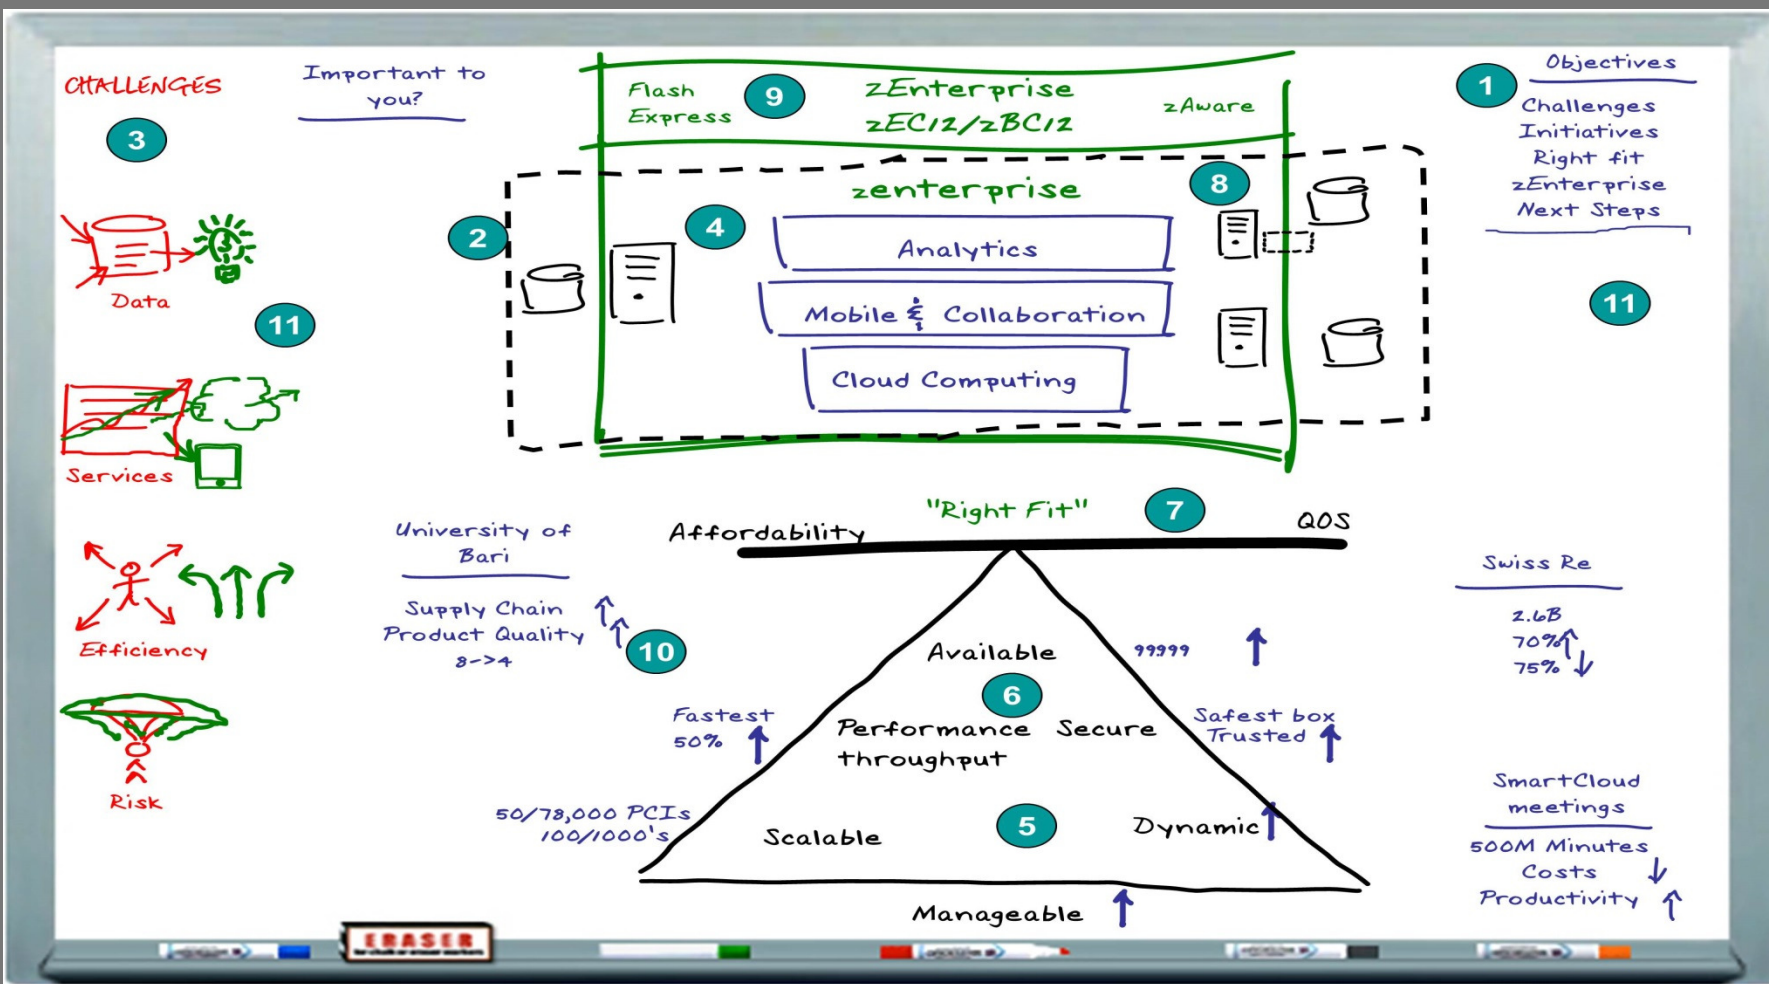 CHALLENGES
3
Data
11
Services
Efficiency
Risk
Important to
you?
2
Flash
Express
9
zEnterprise
zEC12/zBC12
zAware
zenterprise
8
4
Analytics
Mobile & Collaboration
Cloud Computing
1
Objectives
Challenges
Initiatives
Right fit
zEnterprise
Next Steps
11
"Right Fit"
7
Affordability
QOS
University of
Bari
Supply Chain
Product Quality
8->4
10
Available
99999
6
Fastest
50%
Performance
throughput
Secure
Safest box
Trusted
50/78,000 PCIs
100/1000's
Scalable
5
Dynamic
Manageable
Swiss Re
2.6B
70%
75%
SmartCloud
meetings
500M Minutes
Costs
Productivity
ERASER